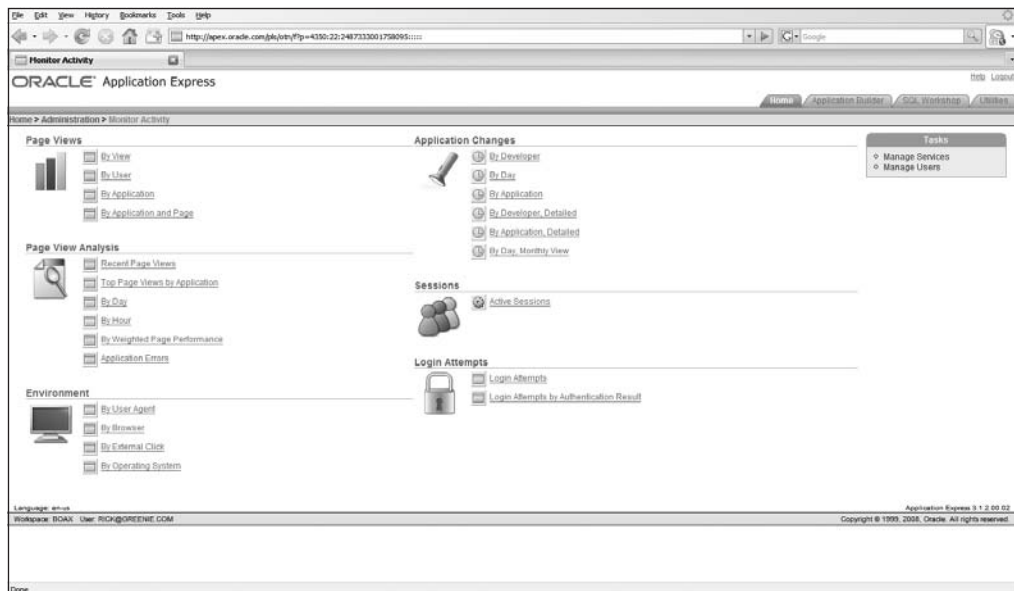 File Edit View History Bookmarks Tools Help
http://apex.oracle.com/pls/otn/f?p=4350:22:2487333001758095:::::
Google
Monitor Activity
ORACLE Application Express
Help Logout
Home Application Builder SQL Workshop Utilities
Home > Administration > Monitor Activity
Page Views
By View
By User
By Application
By Application and Page
Page View Analysis
Recent Page Views
Top Page Views by Application
By Day
By Hour
By Weighted Page Performance
Application Errors
Environment
By User Agent
By Browser
By External Click
By Operating System
Application Changes
By Developer
By Day
By Application
By Developer, Detailed
By Application, Detailed
By Day, Monthly View
Sessions
Active Sessions
Login Attempts
Login Attempts
Login Attempts by Authentication Result
Tasks
Manage Services
Manage Users
Language: en-us
Application Express 3.1.2.00.02
Workspace: BOAX User: RICK@GREENIE.COM
Copyright © 1999, 2008, Oracle. All rights reserved.
Done